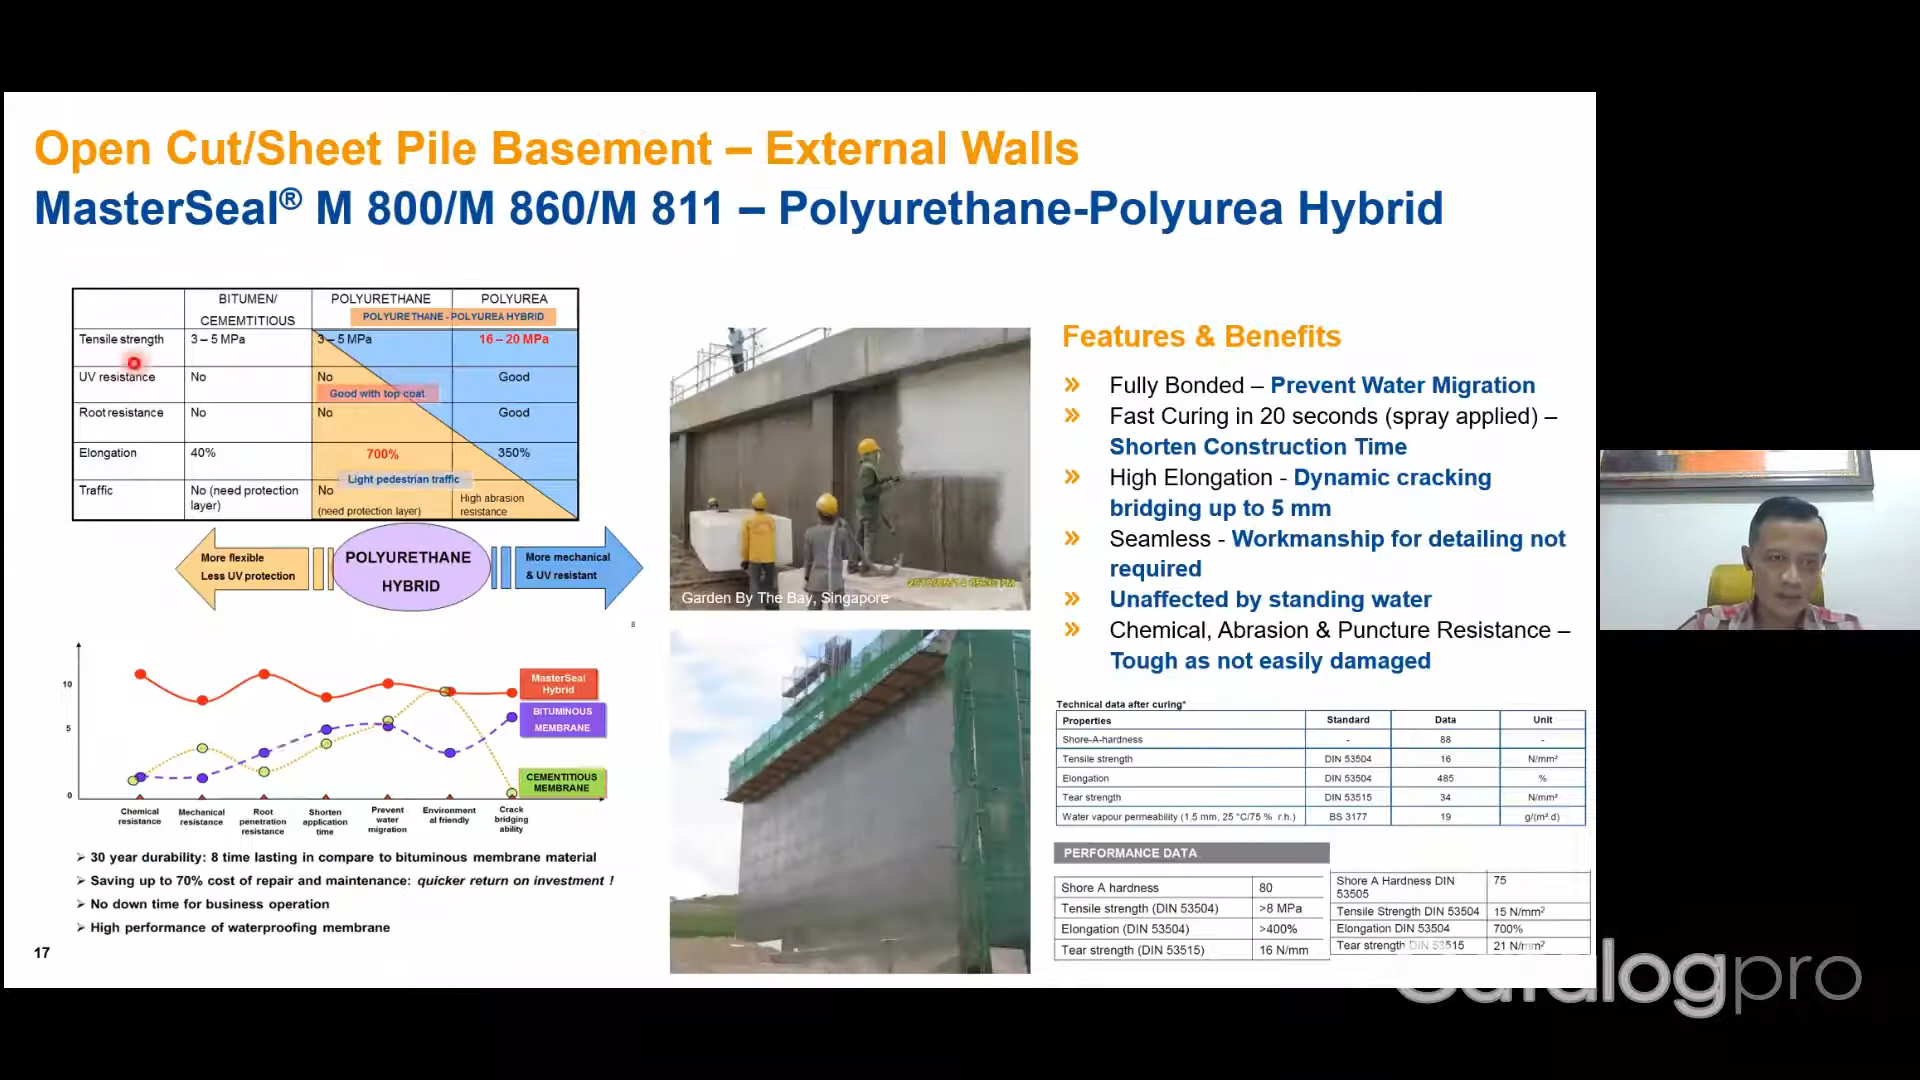 Open Cut/Sheet Pile Basement – External Walls
MasterSeal® M 800/M 860/M 811 – Polyurethane-Polyurea Hybrid
BITUMEN/ CEMEMTITIOUS POLYURETHANE POLYUREA
POLYURETHANE - POLYUREA HYBRID
Tensile strength 3 – 5 MPa 3 – 5 MPa 16 – 20 MPa
UV resistance No No Good
Good with top coat
Root resistance No No Good
Elongation 40% 700% 350%
Light pedestrian traffic
Traffic No (need protection layer) No (need protection layer) High abrasion resistance
More flexible
Less UV protection
POLYURETHANE
HYBRID
More mechanical
& UV resistant
8
10
5
0
MasterSeal
Hybrid
BITUMINOUS
MEMBRANE
CEMENTITIOUS
MEMBRANE
Chemical resistance
Mechanical resistance
Root penetration resistance
Shorten application time
Prevent water migration
Environment al friendly
Crack bridging ability
➢ 30 year durability: 8 time lasting in compare to bituminous membrane material
➢ Saving up to 70% cost of repair and maintenance: quicker return on investment !
➢ No down time for business operation
➢ High performance of waterproofing membrane
17
Garden By The Bay, Singapore
Features & Benefits
» Fully Bonded – Prevent Water Migration
» Fast Curing in 20 seconds (spray applied) –
Shorten Construction Time
» High Elongation - Dynamic cracking
bridging up to 5 mm
» Seamless - Workmanship for detailing not
required
» Unaffected by standing water
» Chemical, Abrasion & Puncture Resistance –
Tough as not easily damaged
Technical data after curing*
Properties Standard Data Unit
Shore-A-hardness - 88 -
Tensile strength DIN 53504 16 N/mm²
Elongation DIN 53504 485 %
Tear strength DIN 53515 34 N/mm²
Water vapour permeability (1.5 mm, 25 °C/75 % r.h.) BS 3177 19 g/(m².d)
PERFORMANCE DATA
Shore A hardness 80
Tensile strength (DIN 53504) >8 MPa
Elongation (DIN 53504) >400%
Tear strength (DIN 53515) 16 N/mm
Shore A Hardness DIN 53505 75
Tensile Strength DIN 53504 15 N/mm²
Elongation DIN 53504 700%
Tear strength DIN 53515 21 N/mm²
Catalogpro